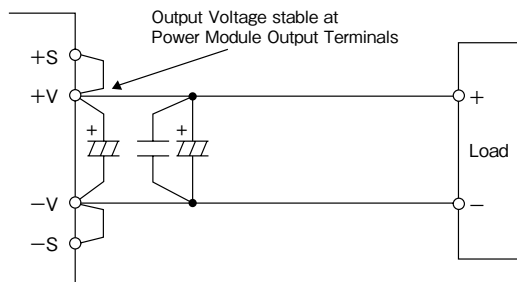 Output Voltage stable at
Power Module Output Terminals
+S
+V
+
+
+
Load
−V
-
−S